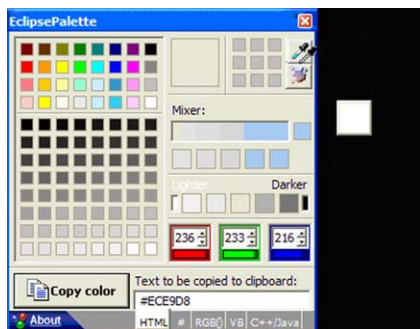 EclipsePalette
Mixer:
Lighter Darker
236 233 216
Copy color
Text to be copied to clipboard:
#ECE9D8
About
HTML # RGB() VB C++/Java